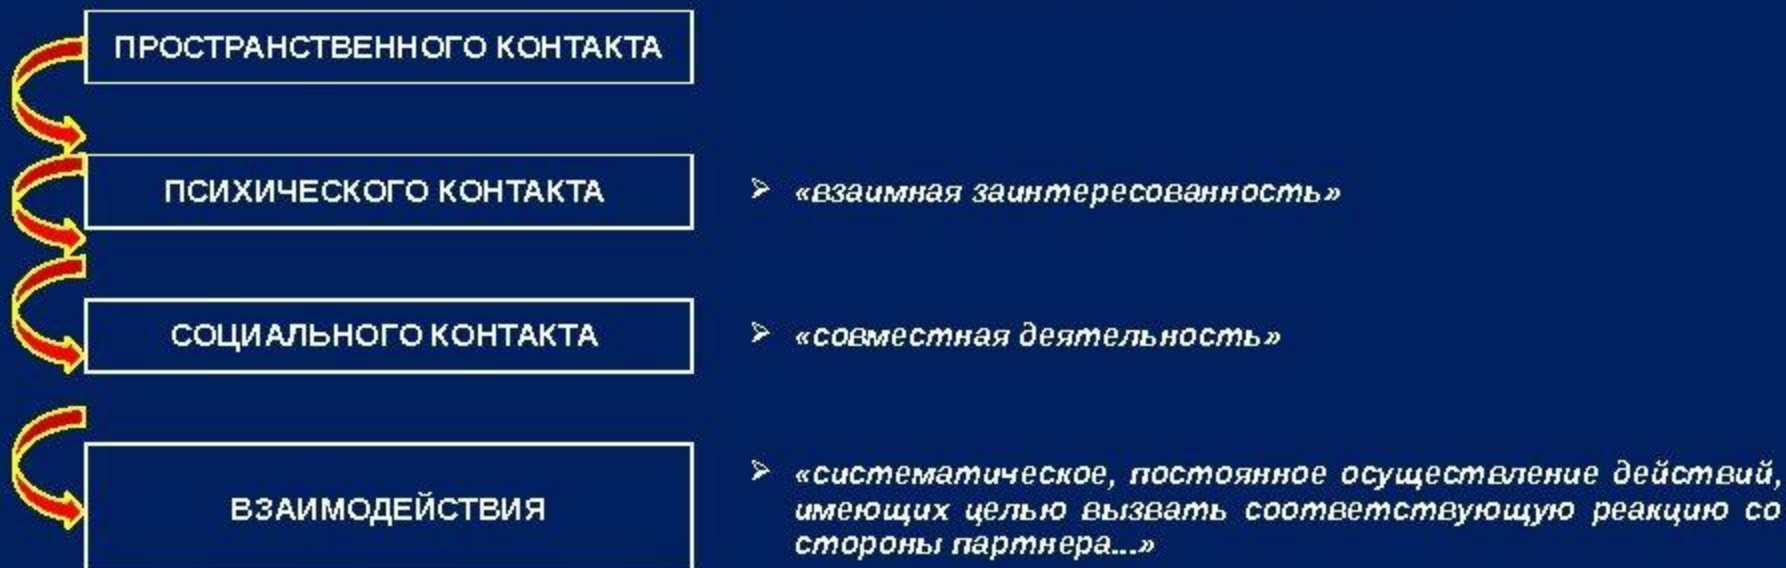 ПРОСТРАНСТВЕННОГО КОНТАКТА
ПСИХИЧЕСКОГО КОНТАКТА
«взаимная заинтересованность»
СОЦИАЛЬНОГО КОНТАКТА
«совместная деятельность»
ВЗАИМОДЕЙСТВИЯ
«систематическое, постоянное осуществление действий,
имеющих целью вызвать соответствующую реакцию со
стороны партнера...»